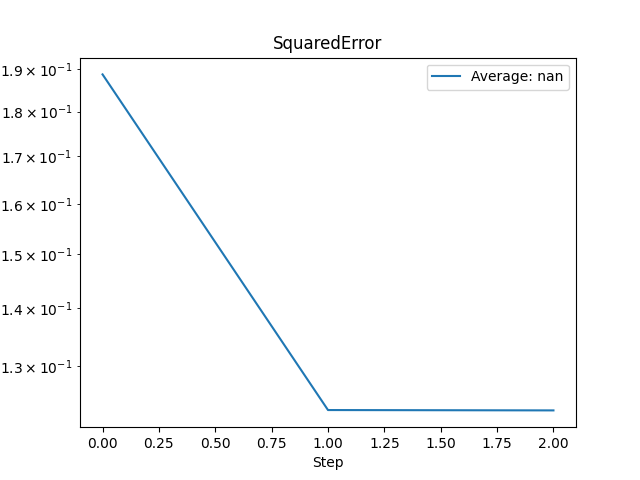 SquaredError
Average: nan
1.9 × 10⁻¹
1.8 × 10⁻¹
1.7 × 10⁻¹
1.6 × 10⁻¹
1.5 × 10⁻¹
1.4 × 10⁻¹
1.3 × 10⁻¹
0.00 0.25 0.50 0.75 1.00 1.25 1.50 1.75 2.00
Step